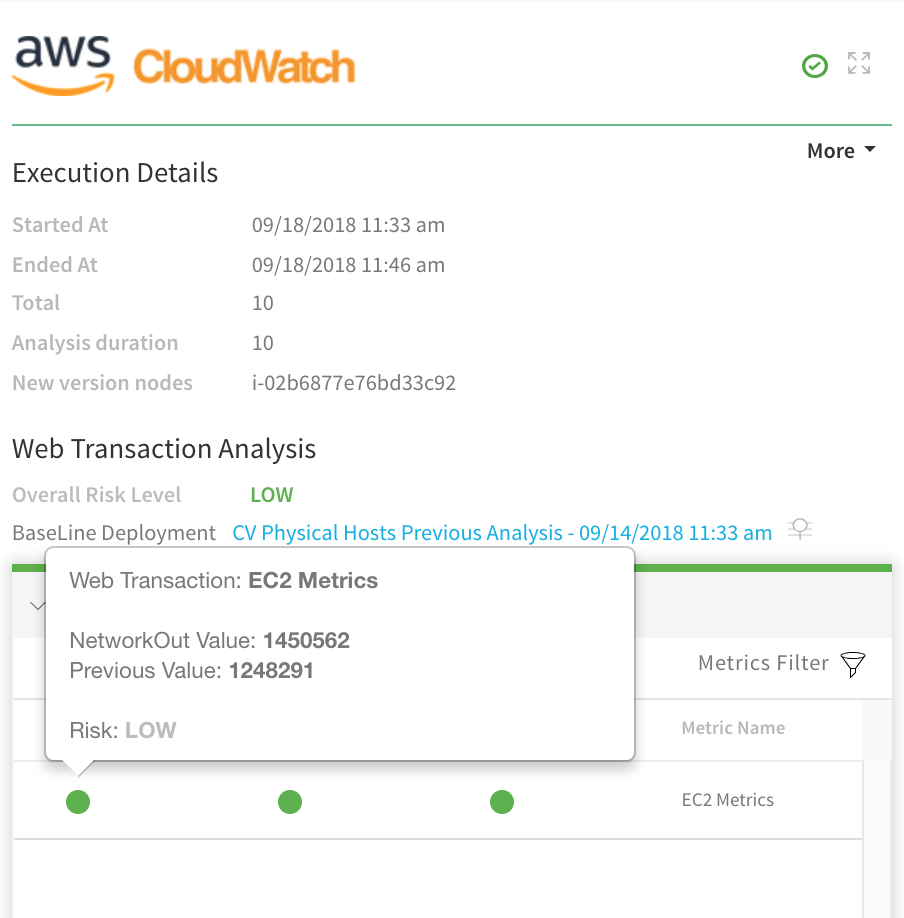 aws CloudWatch
More
Execution Details
Started At 09/18/2018 11:33 am
Ended At 09/18/2018 11:46 am
Total 10
Analysis duration 10
New version nodes i-02b6877e76bd33c92
Web Transaction Analysis
Overall Risk Level LOW
BaseLine Deployment CV Physical Hosts Previous Analysis - 09/14/2018 11:33 am
Web Transaction: EC2 Metrics
NetworkOut Value: 1450562
Previous Value: 1248291
Risk: LOW
Metrics Filter
Metric Name
EC2 Metrics